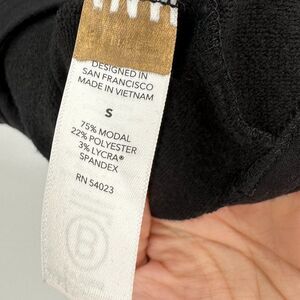 DESIGNED IN
SAN FRANCISCO
MADE IN VIETNAM
S
75% MODAL
22% POLYESTER
3% LYCRA®
SPANDEX
RN 54023
B